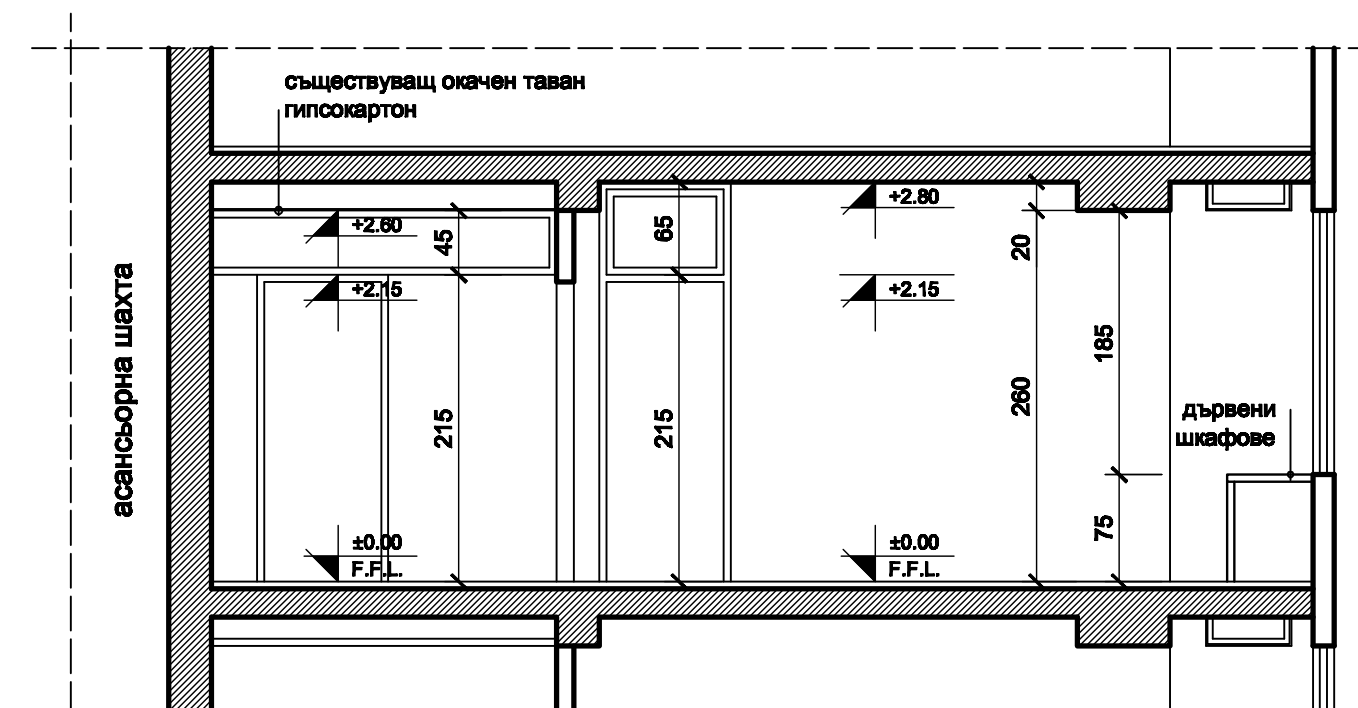 съществуващ окачен таван
гипсокартон
+2.60
45
+2.15
215
±0.00
F.F.L.
асансьорна шахта
65
215
+2.80
+2.15
±0.00
F.F.L.
20
260
185
75
дървени
шкафове